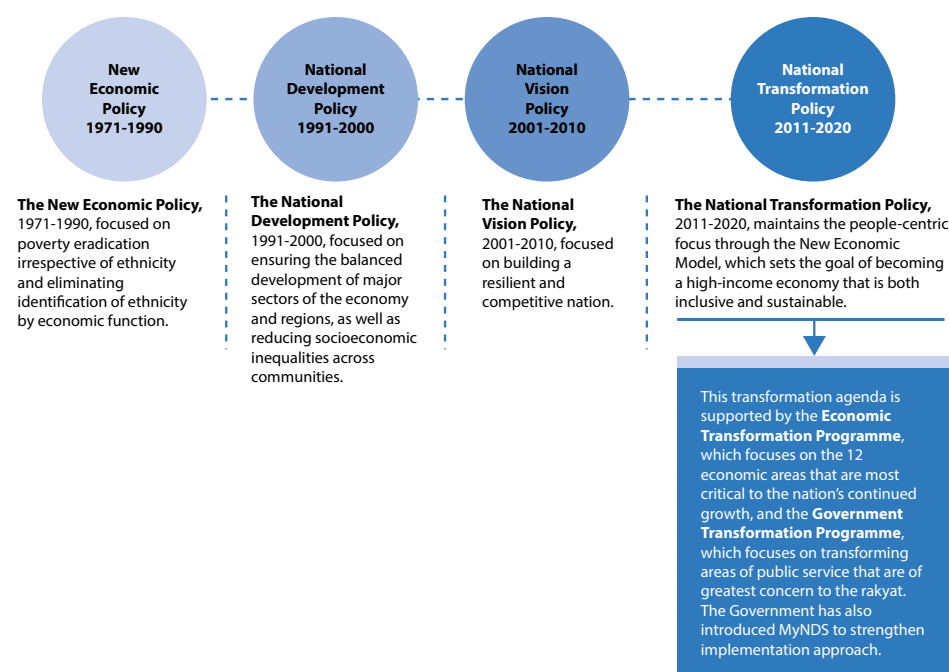 New
Economic
Policy
1971-1990
National
Development
Policy
1991-2000
National
Vision
Policy
2001-2010
National
Transformation
Policy
2011-2020
The New Economic Policy,
1971-1990, focused on
poverty eradication
irrespective of ethnicity
and eliminating
identification of ethnicity
by economic function.
The National
Development Policy,
1991-2000, focused on
ensuring the balanced
development of major
sectors of the economy
and regions, as well as
reducing socioeconomic
inequalities across
communities.
The National
Vision Policy,
2001-2010, focused
on building a
resilient and
competitive nation.
The National Transformation Policy,
2011-2020, maintains the people-centric
focus through the New Economic
Model, which sets the goal of becoming
a high-income economy that is both
inclusive and sustainable.
This transformation agenda is
supported by the Economic
Transformation Programme,
which focuses on the 12
economic areas that are most
critical to the nation's continued
growth, and the Government
Transformation Programme,
which focuses on transforming
areas of public service that are of
greatest concern to the rakyat.
The Government has also
introduced MyNDS to strengthen
implementation approach.